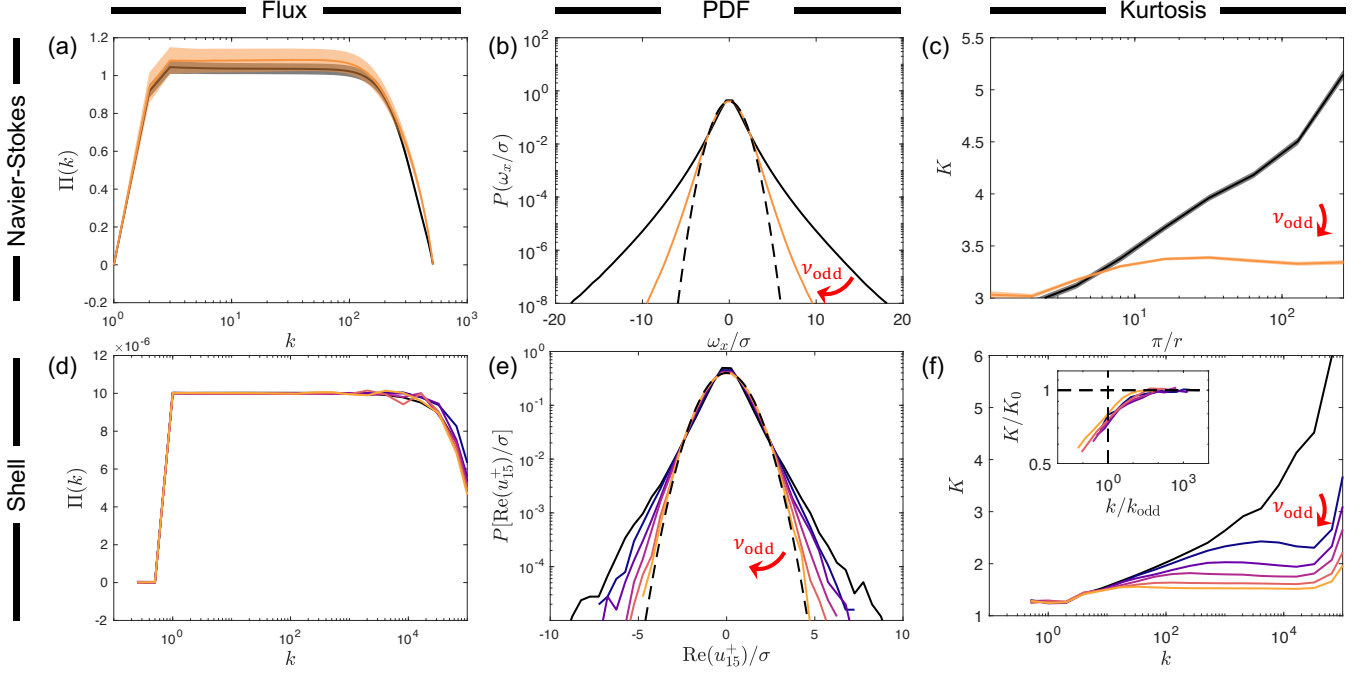 Flux
PDF
Kurtosis
Navier-Stokes
(a)
1.2
1
0.8
0.6
0.4
0.2
0
-0.2
Π(k)
10^0
10^1
10^2
10^3
k
(b)
10^2
10^0
10^-2
10^-4
10^-6
10^-8
P(ω_x/σ)
ν_odd
-20
-10
0
10
20
ω_x/σ
(c)
5.5
5
4.5
4
3.5
3
K
ν_odd
10^1
10^2
π/r
Shell
(d)
×10^-6
12
10
8
6
4
2
0
-2
Π(k)
10^0
10^2
10^4
k
(e)
10^0
10^-1
10^-2
10^-3
10^-4
P[Re(u_15^+)/σ]
ν_odd
-10
-5
0
5
10
Re(u_15^+)/σ
(f)
6
5
4
3
2
1
K
1
0.5
K/K_0
10^0
10^3
k/k_odd
ν_odd
10^0
10^2
10^4
k